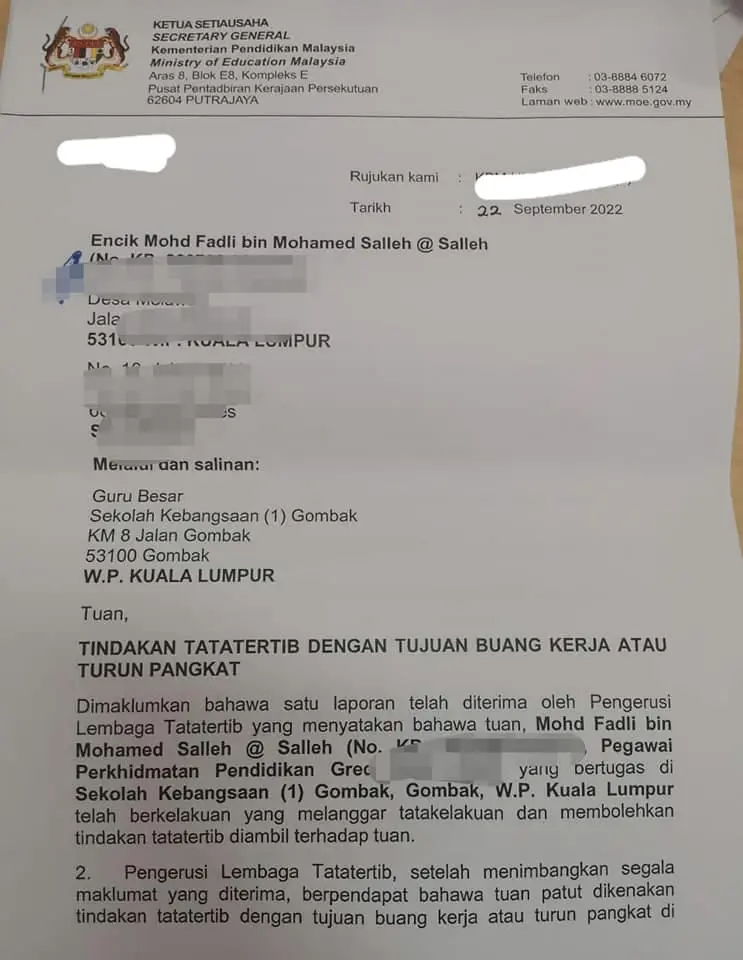 KETUA SETIAUSAHA
SECRETARY GENERAL
Kementerian Pendidikan Malaysia
Ministry of Education Malaysia
Aras 8, Blok E8, Kompleks E
Pusat Pentadbiran Kerajaan Persekutuan
62604 PUTRAJAYA
Telefon : 03-8884 6072
Faks : 03-8888 5124
Laman web : www.moe.gov.my
Rujukan kami :
Tarikh : 22 September 2022
Encik Mohd Fadli bin Mohamed Salleh @ Salleh
(No.
Desa
KUALA LUMPUR
No.
Melalui dan salinan:
Guru Besar
Sekolah Kebangsaan (1) Gombak
KM 8 Jalan Gombak
53100 Gombak
W.P. KUALA LUMPUR
Tuan,
TINDAKAN TATATERTIB DENGAN TUJUAN BUANG KERJA ATAU
TURUN PANGKAT
Dimaklumkan bahawa satu laporan telah diterima oleh Pengerusi
Lembaga Tatatertib yang menyatakan bahawa tuan, Mohd Fadli bin
Mohamed Salleh @ Salleh (No. , Pegawai
Perkhidmatan Pendidikan Gred yang bertugas di
Sekolah Kebangsaan (1) Gombak, Gombak, W.P. Kuala Lumpur
telah berkelakuan yang melanggar tatakelakuan dan membolehkan
tindakan tatatertib diambil terhadap tuan.
2. Pengerusi Lembaga Tatatertib, setelah menimbangkan segala
maklumat yang diterima, berpendapat bahawa tuan patut dikenakan
tindakan tatatertib dengan tujuan buang kerja atau turun pangkat di